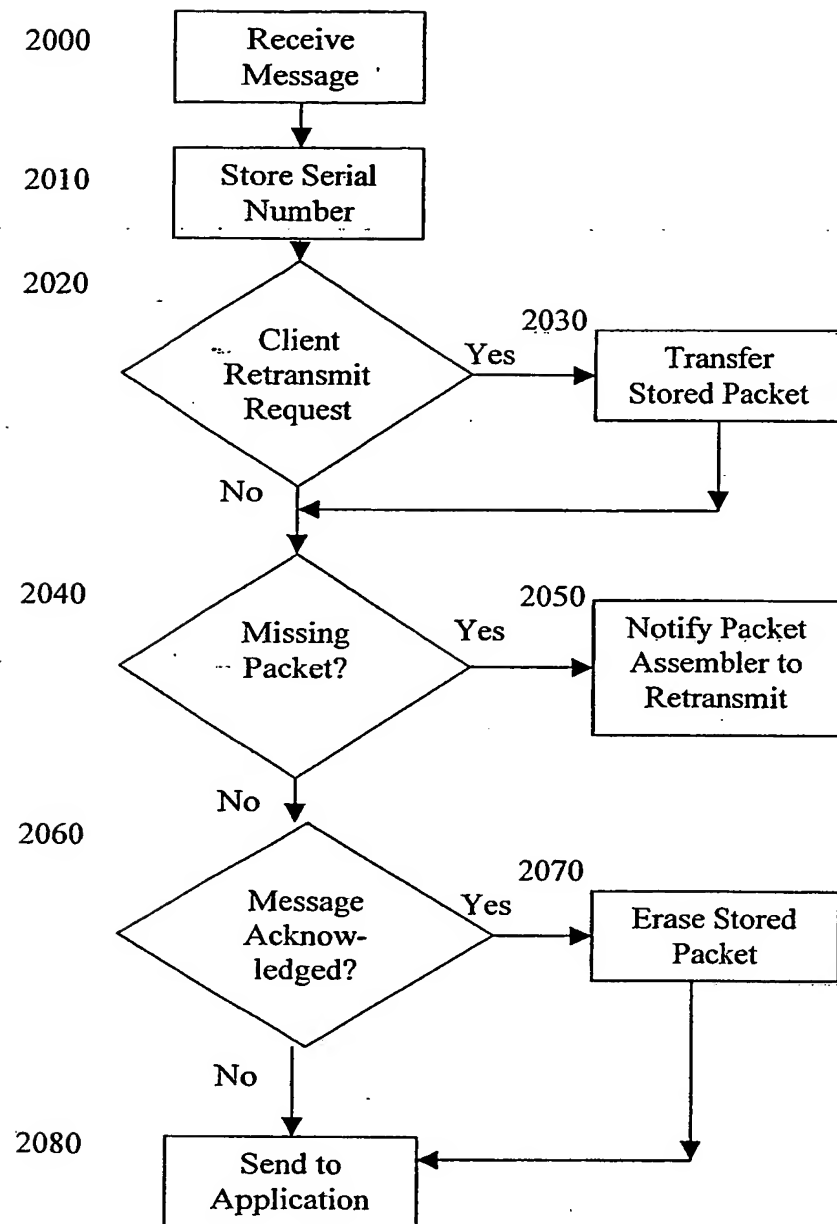 2000
Receive
Message
2010
Store Serial
Number
2020
Client
Retransmit
Request
Yes
2030
Transfer
Stored Packet
No
2040
Missing
Packet?
Yes
2050
Notify Packet
Assembler to
Retransmit
No
2060
Message
Acknow-
ledged?
Yes
2070
Erase Stored
Packet
No
2080
Send to
Application